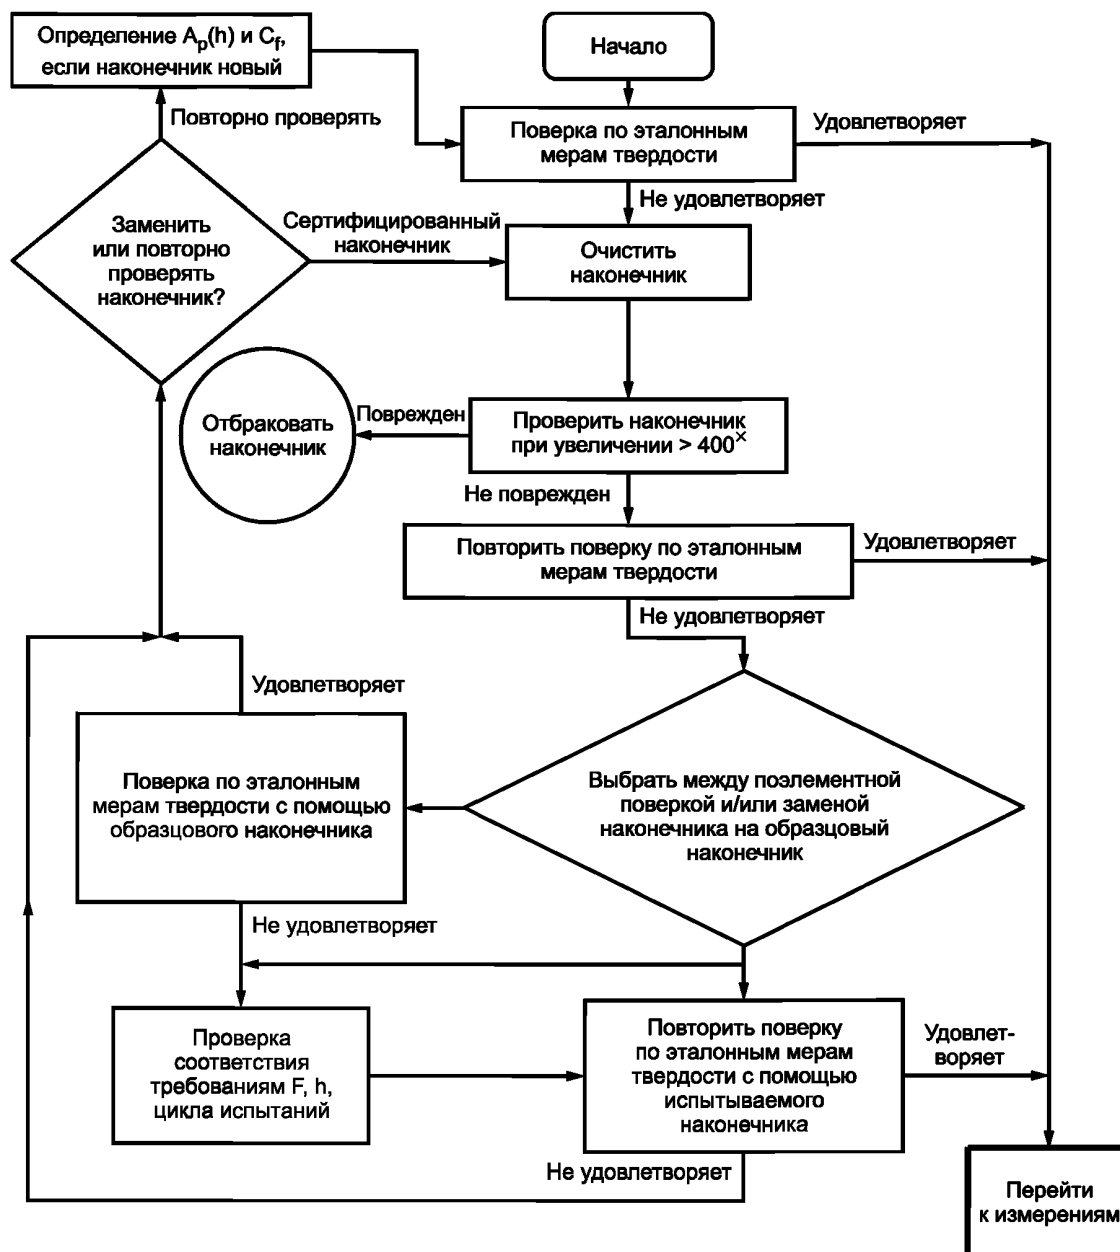 Определение Ap(h) и Cf,
если наконечник новый
Начало
Повторно проверять
Поверка по эталонным
мерам твердости
Удовлетворяет
Не удовлетворяет
Заменить
или повторно
проверять
наконечник?
Сертифицированный
наконечник
Очистить
наконечник
Отбраковать
наконечник
Поврежден
Проверить наконечник
при увеличении > 400×
Не поврежден
Повторить поверку по эталонным
мерам твердости
Удовлетворяет
Не удовлетворяет
Удовлетворяет
Поверка по эталонным
мерам твердости с помощью
образцового наконечника
Выбрать между поэлементной
поверкой и/или заменой
наконечника на образцовый
наконечник
Не удовлетворяет
Проверка
соответствия
требованиям F, h,
цикла испытаний
Повторить поверку
по эталонным мерам
твердости с помощью
испытываемого
наконечника
Удовлет-
воряет
Не удовлетворяет
Перейти
к измерениям